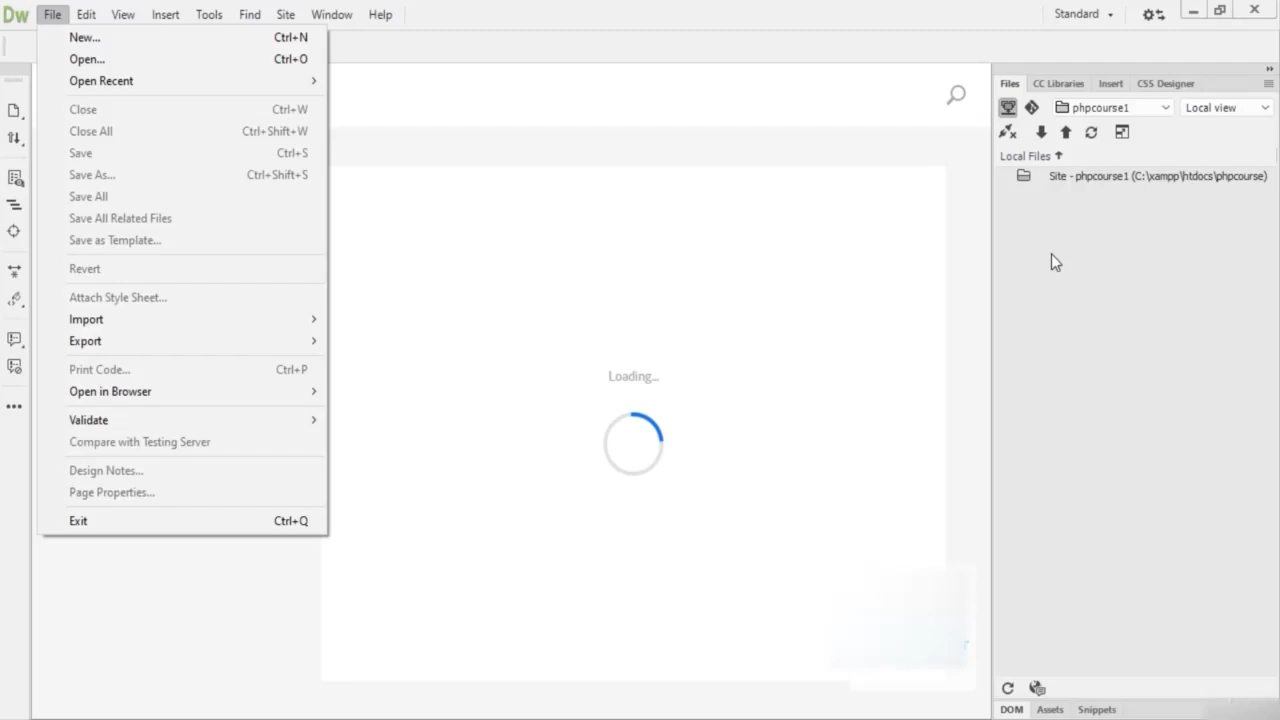 Dw File Edit View Insert Tools Find Site Window Help Standard
New... Ctrl+N
Open... Ctrl+O
Open Recent
Close Ctrl+W
Close All Ctrl+Shift+W
Save Ctrl+S
Save As... Ctrl+Shift+S
Save All
Save All Related Files
Save as Template...
Revert
Attach Style Sheet...
Import
Export
Print Code... Ctrl+P
Open in Browser
Validate
Compare with Testing Server
Design Notes...
Page Properties...
Exit Ctrl+Q
Loading...
Files CC Libraries Insert CSS Designer
phpcourse1 Local view
Local Files
Site - phpcourse1 (C:\xampp\htdocs\phpcourse)
DOM Assets Snippets